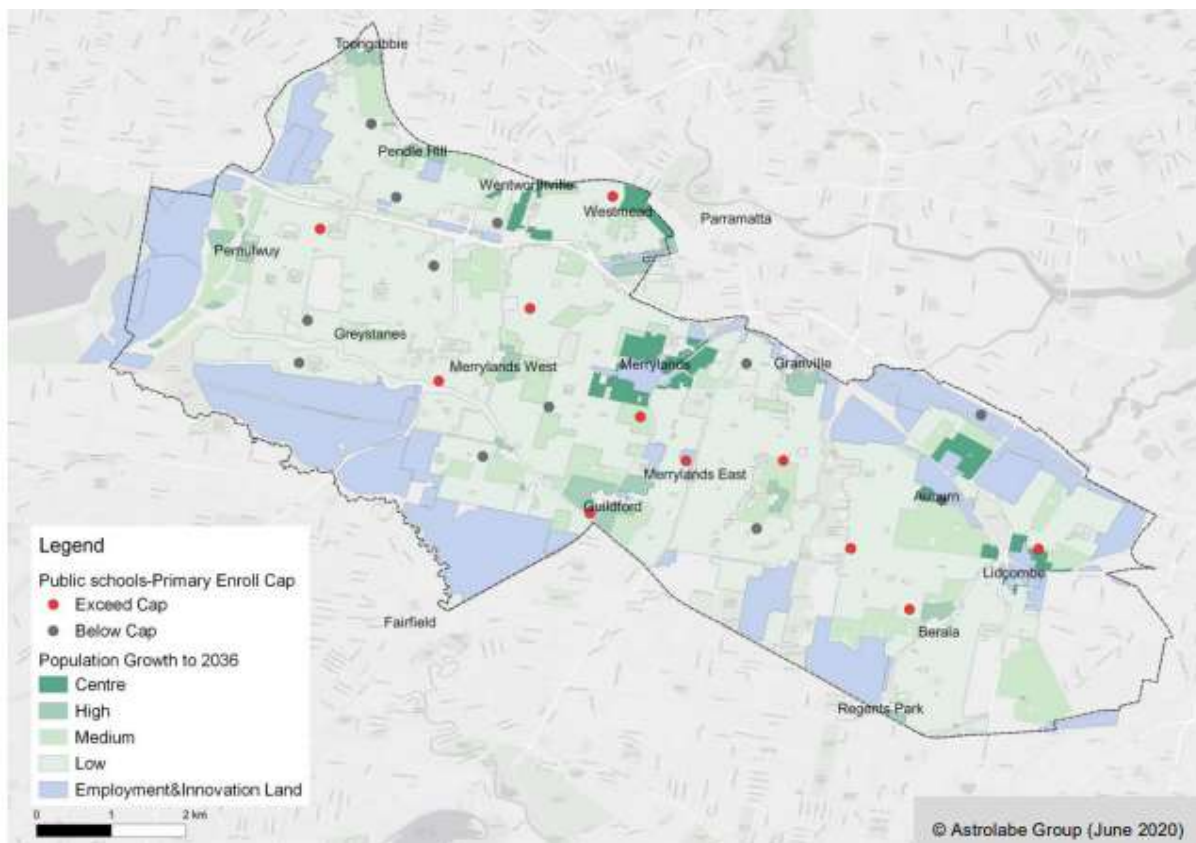 Toongabbie
Pendle Hill
Wentworthville
Westmead
Parramatta
Pemulwuy
Greystanes
Merrylands West
Merrylands
Granville
Merrylands East
Guildford
Auburn
Lidcombe
Fairfield
Berala
Regents Park
Legend
Public schools-Primary Enroll Cap
Exceed Cap
Below Cap
Population Growth to 2036
Centre
High
Medium
Low
Employment&Innovation Land
0 1 2 km
© Astrolabe Group (June 2020)